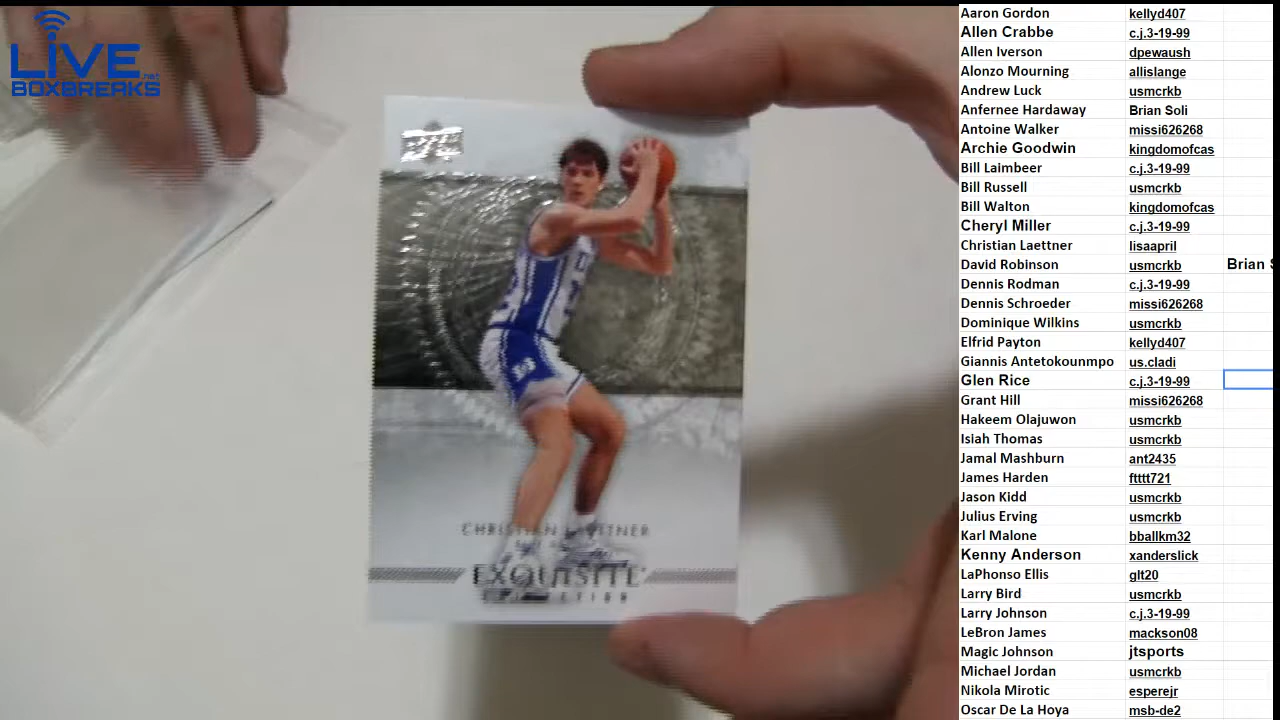 LIVE.net
BOXBREAKS
CHRISTIAN LAETTNER
EXQUISITE
COLLECTION
Aaron Gordon kellyd407
Allen Crabbe c.j.3-19-99
Allen Iverson dpewaush
Alonzo Mourning allislange
Andrew Luck usmcrkb
Anfernee Hardaway Brian Soli
Antoine Walker missi626268
Archie Goodwin kingdomofcas
Bill Laimbeer c.j.3-19-99
Bill Russell usmcrkb
Bill Walton kingdomofcas
Cheryl Miller c.j.3-19-99
Christian Laettner lisaapril
David Robinson usmcrkb Brian S
Dennis Rodman c.j.3-19-99
Dennis Schroeder missi626268
Dominique Wilkins usmcrkb
Elfrid Payton kellyd407
Giannis Antetokounmpo us.cladi
Glen Rice c.j.3-19-99
Grant Hill missi626268
Hakeem Olajuwon usmcrkb
Isiah Thomas usmcrkb
Jamal Mashburn ant2435
James Harden ftttt721
Jason Kidd usmcrkb
Julius Erving usmcrkb
Karl Malone bballkm32
Kenny Anderson xanderslick
LaPhonso Ellis glt20
Larry Bird usmcrkb
Larry Johnson c.j.3-19-99
LeBron James mackson08
Magic Johnson jtsports
Michael Jordan usmcrkb
Nikola Mirotic esperejr
Oscar De La Hoya msb-de2